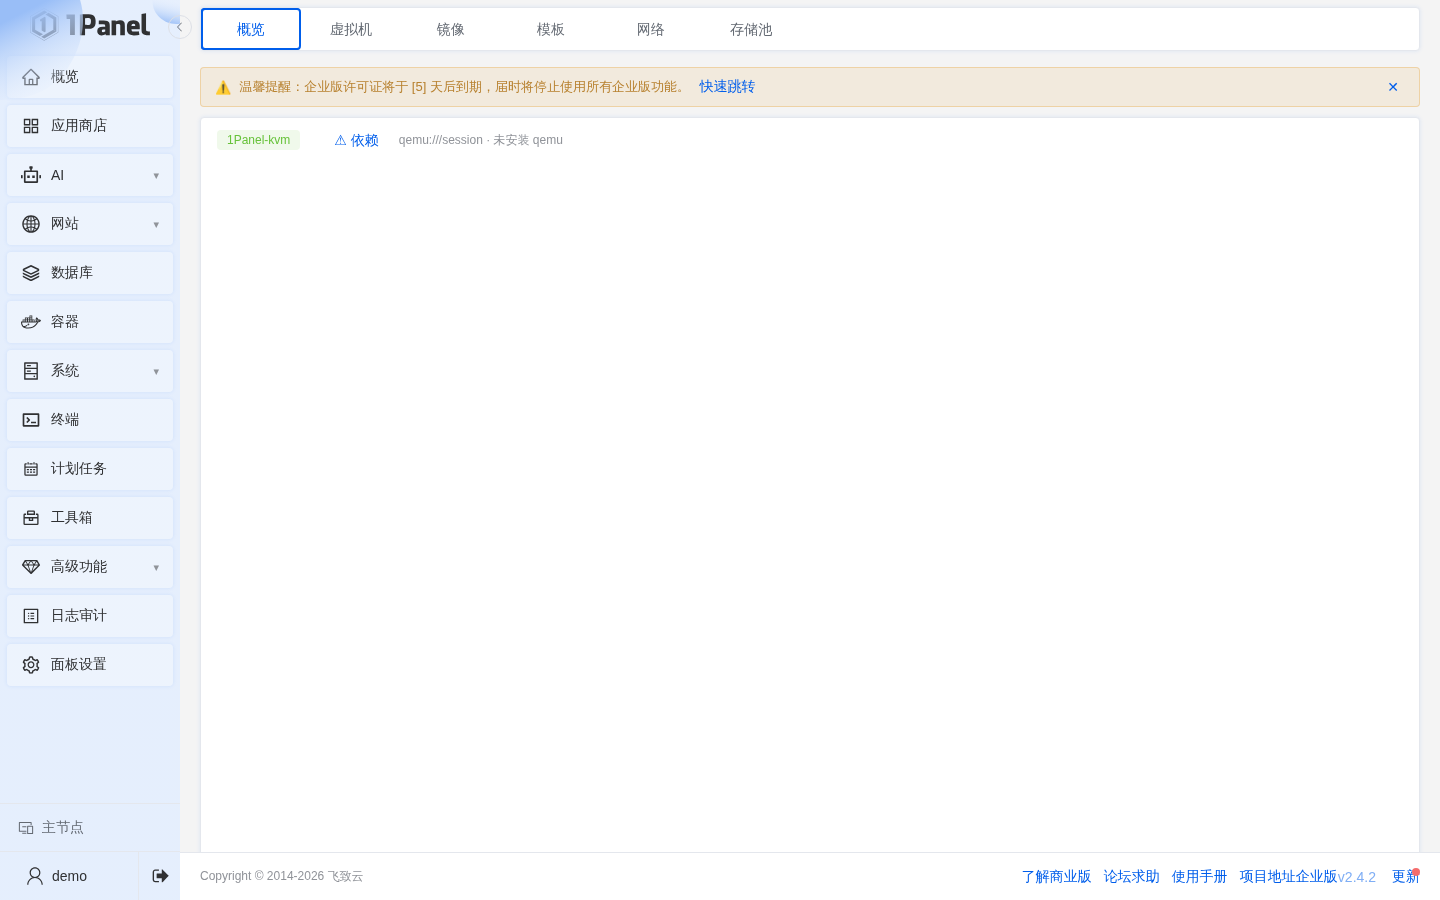 1Panel
概览
应用商店
AI
网站
数据库
容器
系统
终端
计划任务
工具箱
高级功能
日志审计
面板设置
主节点
demo
概览 虚拟机 镜像 模板 网络 存储池
温馨提醒：企业版许可证将于 [5] 天后到期，届时将停止使用所有企业版功能。 快速跳转
1Panel-kvm 依赖 qemu:///session · 未安装 qemu
Copyright © 2014-2026 飞致云
了解商业版 论坛求助 使用手册 项目地址企业版v2.4.2 更新